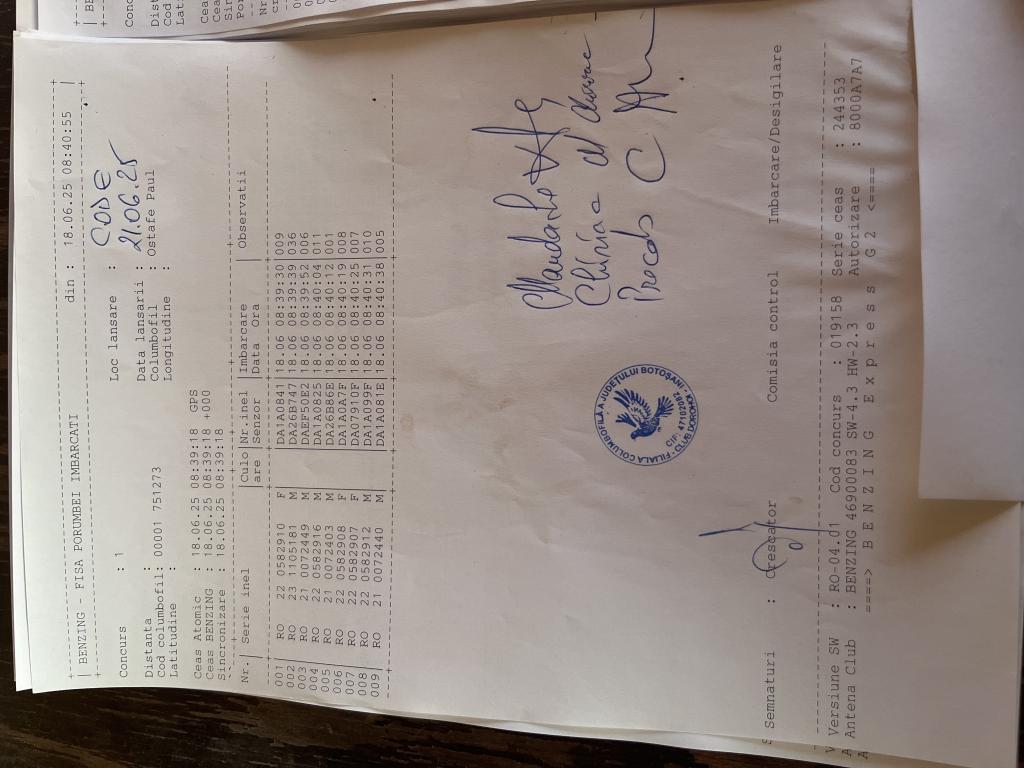 BENZING FISA PORUMBEI IMBARCATI din : 18.06.25 08:40:55
Concurs : 1 Loc lansare : CODE
Distanta : Data lansarii : 21.06.25
Cod columbofil: 00001 751273 Columbofil : Ostafe Paul
Latitudine : Longitudine :
Ceas Atomic : 18.06.25 08:39:18 GPS
Ceas BENZING : 18.06.25 08:39:18 +000
Sincronizare : 18.06.25 08:39:18
Nr.| Serie inel |Culo|Nr.inel |Imbarcare | Observatii
|are |Senzor |Data Ora |
001| RO 22 0582910 F |DA1A0841|18.06 08:39:30|009
002| RO 23 1105181 M |DA26B747|18.06 08:39:39|036
003| RO 21 0072449 M |DAEF50E2|18.06 08:39:52|006
004| RO 22 0582916 M |DA1A0825|18.06 08:40:04|011
005| RO 21 0072403 M |DA26B86E|18.06 08:40:12|001
006| RO 22 0582908 F |DA1A0A7F|18.06 08:40:19|008
007| RO 22 0582907 F |DA07910F|18.06 08:40:25|007
008| RO 22 0582912 M |DA1A099F|18.06 08:40:31|010
009| RO 21 0072440 M |DA1A081E|18.06 08:40:38|005
FILIALA COLUMBOFILA A JUDEȚULUI BOTOȘANI
CLUB DOROHOI
CIF: 47102028
Semnaturi : Crescator Comisia control Imbarcare/Desigilare
Versiune SW : RO-04.01 Cod concurs : 019158 Serie ceas : 244353
Antena Club : BENZING 46900083 SW-4.3 HW-2.3 Autorizare : 8000A7A7
====> B E N Z I N G E x p r e s s G 2 <====